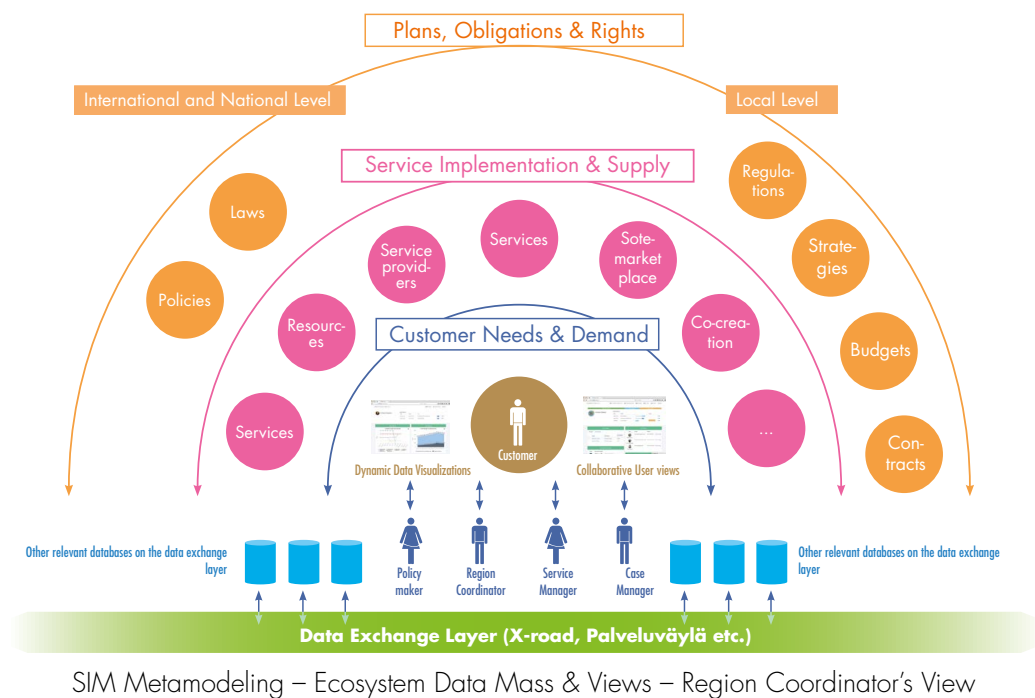 Plans, Obligations & Rights
International and National Level
Local Level
Service Implementation & Supply
Regula-
tions
Laws
Services
Sote-
market
place
Service
provid-
ers
Strate-
gies
Policies
Resourc-
es
Customer Needs & Demand
Co-crea-
tion
Budgets
Services
...
Customer
Con-
tracts
Dynamic Data Visualizations
Collaborative User views
Other relevant databases on the data exchange
layer
Policy
maker
Region
Coordinator
Service
Manager
Case
Manager
Other relevant databases on the data exchange
layer
Data Exchange Layer (X-road, Palveluväylä etc.)
SIM Metamodeling – Ecosystem Data Mass & Views – Region Coordinator’s View